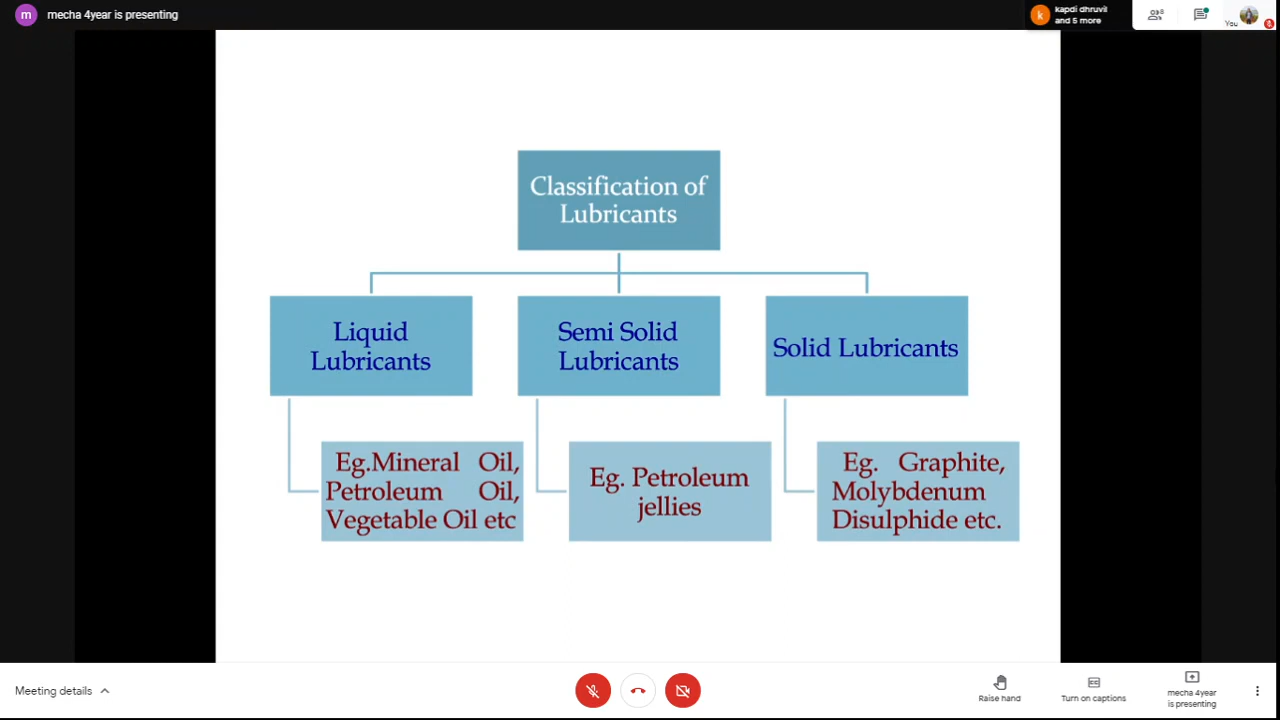 m mecha 4year is presenting
k kapdi dhruvil
and 5 more
8
You
Classification of
Lubricants
Liquid
Lubricants
Semi Solid
Lubricants
Solid Lubricants
Eg.Mineral Oil,
Petroleum Oil,
Vegetable Oil etc
Eg. Petroleum
jellies
Eg. Graphite,
Molybdenum
Disulphide etc.
Meeting details
Raise hand
Turn on captions
mecha 4year
is presenting